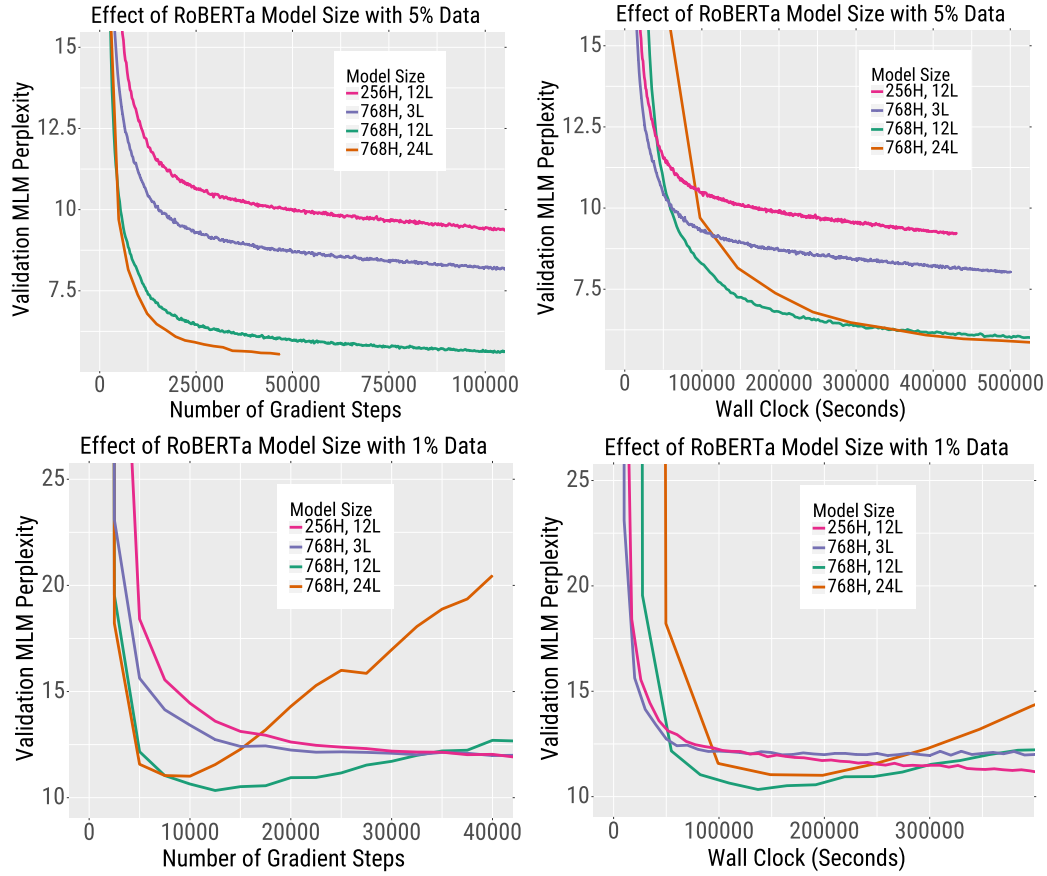 Effect of RoBERTa Model Size with 5% Data
Validation MLM Perplexity
15
12.5
10
7.5
Model Size
256H, 12L
768H, 3L
768H, 12L
768H, 24L
0 25000 50000 75000 100000
Number of Gradient Steps
Effect of RoBERTa Model Size with 5% Data
Validation MLM Perplexity
15
12.5
10
7.5
Model Size
256H, 12L
768H, 3L
768H, 12L
768H, 24L
0 100000 200000 300000 400000 500000
Wall Clock (Seconds)
Effect of RoBERTa Model Size with 1% Data
Validation MLM Perplexity
25
20
15
10
Model Size
256H, 12L
768H, 3L
768H, 12L
768H, 24L
0 10000 20000 30000 40000
Number of Gradient Steps
Effect of RoBERTa Model Size with 1% Data
Validation MLM Perplexity
25
20
15
10
Model Size
256H, 12L
768H, 3L
768H, 12L
768H, 24L
0 100000 200000 300000
Wall Clock (Seconds)